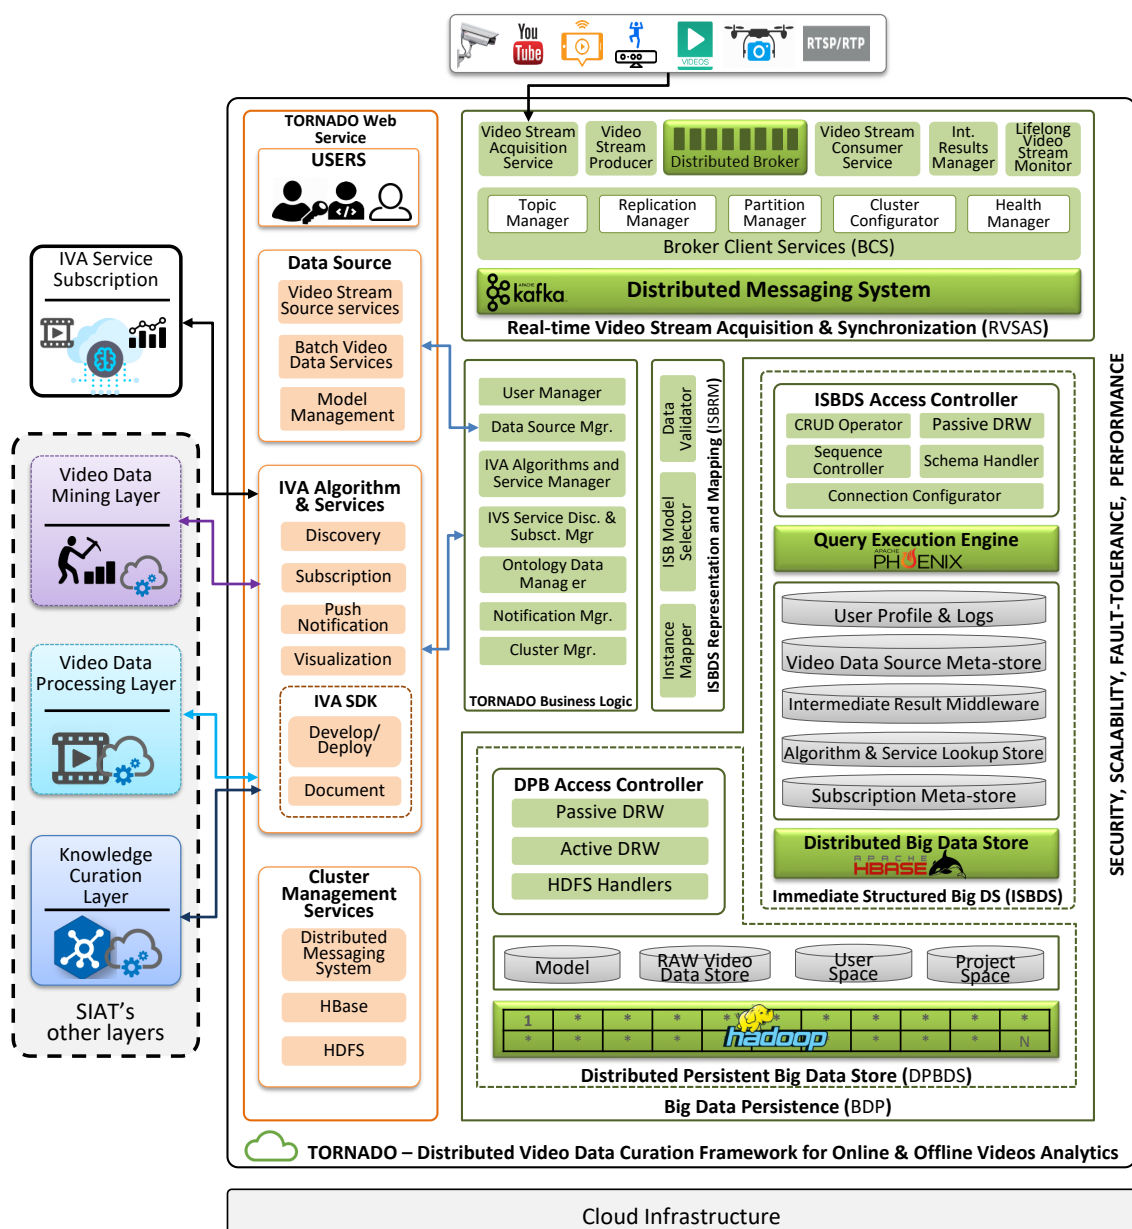 You
Tube
VIDEOS
RTSP/RTP
TORNADO Web
Service
USERS
</>
Data Source
Video Stream
Source services
Batch Video
Data Services
Model
Management
IVA Algorithm
& Services
Discovery
Subscription
Push
Notification
Visualization
IVA SDK
Develop/
Deploy
Document
Cluster
Management
Services
Distributed
Messaging
System
HBase
HDFS
IVA Service
Subscription
Video Data
Mining Layer
Video Data
Processing Layer
Knowledge
Curation
Layer
SIAT's
other layers
Video Stream
Acquisition
Service
Video
Stream
Producer
Distributed Broker
Video Stream
Consumer
Service
Int.
Results
Manager
Lifelong
Video
Stream
Monitor
Topic
Manager
Replication
Manager
Partition
Manager
Cluster
Configurator
Health
Manager
Broker Client Services (BCS)
APACHE
kafka
Distributed Messaging System
Real-time Video Stream Acquisition & Synchronization (RVSAS)
User Manager
Data Source Mgr.
IVA Algorithms and
Service Manager
IVS Service Disc. &
Subsct. Mgr
Ontology Data
Manag er
Notification Mgr.
Cluster Mgr.
TORNADO Business Logic
Data
Validator
ISB Model
Selector
Instance
Mapper
ISBDS Representation and Mapping (ISBRM)
ISBDS Access Controller
CRUD Operator
Passive DRW
Sequence
Controller
Schema Handler
Connection Configurator
Query Execution Engine
APACHE
PHOENIX
User Profile & Logs
Video Data Source Meta-store
Intermediate Result Middleware
Algorithm & Service Lookup Store
Subscription Meta-store
Distributed Big Data Store
APACHE
HBASE
Immediate Structured Big DS (ISBDS)
DPB Access Controller
Passive DRW
Active DRW
HDFS Handlers
Model
RAW Video
Data Store
User
Space
Project
Space
1 * * * * * * * * * * *
* * * * * * * * * N
hadoop
Distributed Persistent Big Data Store (DPBDS)
Big Data Persistence (BDP)
SECURITY, SCALABILITY, FAULT-TOLERANCE, PERFORMANCE
TORNADO – Distributed Video Data Curation Framework for Online & Offline Videos Analytics
Cloud Infrastructure